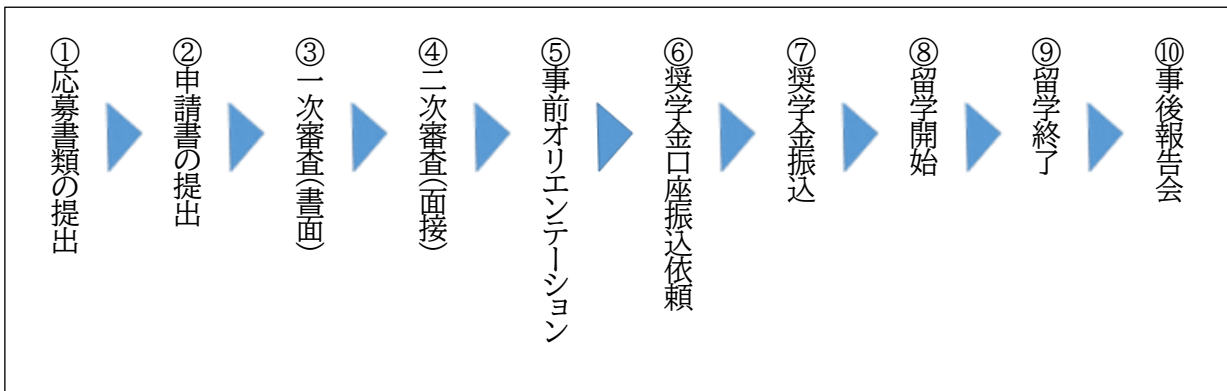 ①応募書類の提出
②申請書の提出
③一次審査(書面)
④二次審査(面接)
⑤事前オリエンテーション
⑥奨学金口座振込依頼
⑦奨学金振込
⑧留学開始
⑨留学終了
⑩事後報告会